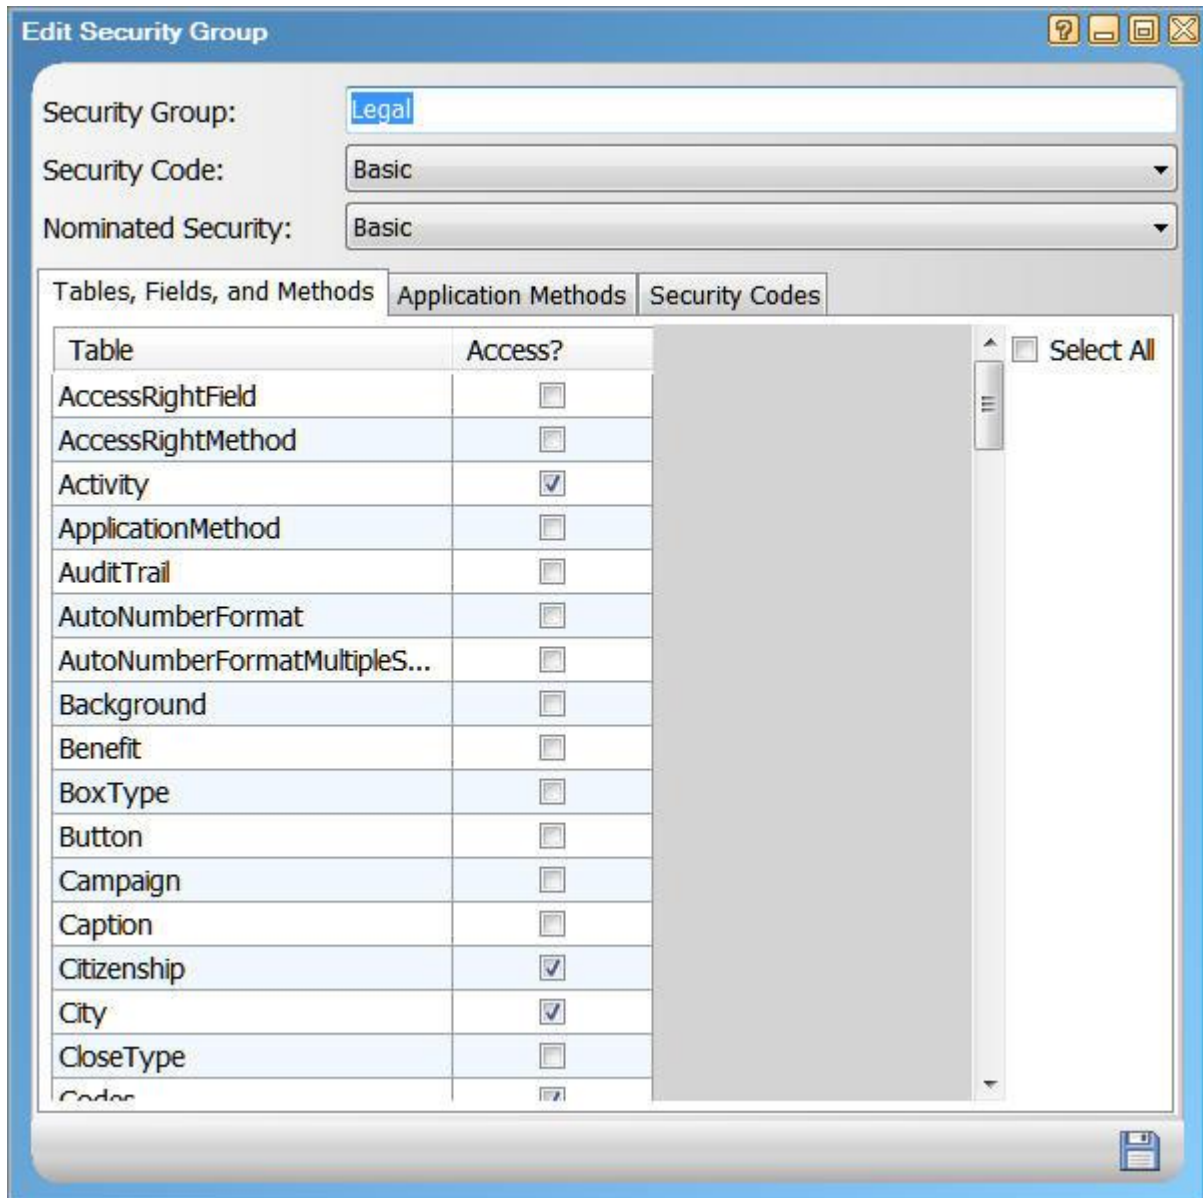 Edit Security Group
Security Group: Legal
Security Code: Basic
Nominated Security: Basic
Tables, Fields, and Methods Application Methods Security Codes
Table Access? Select All
AccessRightField
AccessRightMethod
Activity
ApplicationMethod
AuditTrail
AutoNumberFormat
AutoNumberFormatMultipleS...
Background
Benefit
BoxType
Button
Campaign
Caption
Citizenship
City
CloseType
Codes